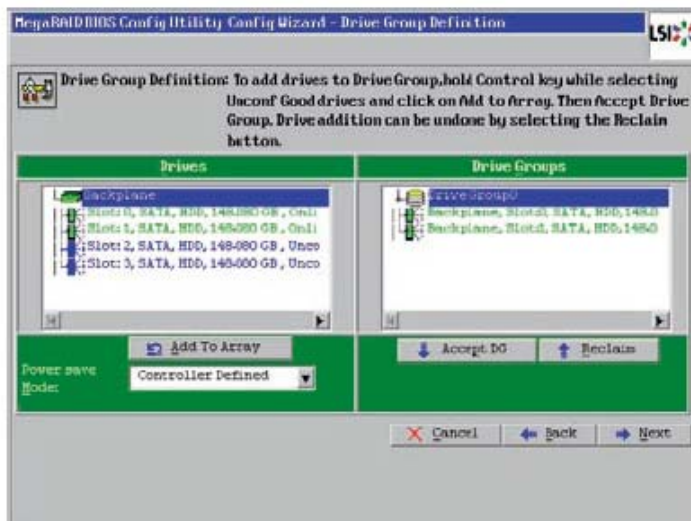 MegaRAID BIOS Config Utility Config Wizard - Drive Group Definition
LSI
Drive Group Definition: To add drives to Drive Group,hold Control key while selecting
Unconf Good drives and click on Add to Array. Then Accept Drive
Group. Drive addition can be undone by selecting the Reclaim
button.
Drives
Drive Groups
Backplane
Slot: 0, SATA, HDD, 148.080 GB , Onli
Slot: 1, SATA, HDD, 148.080 GB , Onli
Slot: 2, SATA, HDD, 148.080 GB , Unco
Slot: 3, SATA, HDD, 148.080 GB , Unco
Drive Group0
Backplane, Slot:0, SATA, HDD, 148.0
Backplane, Slot:1, SATA, HDD, 148.0
Add To Array
Accept DG
Reclaim
Power save
Mode:
Controller Defined
Cancel
Back
Next